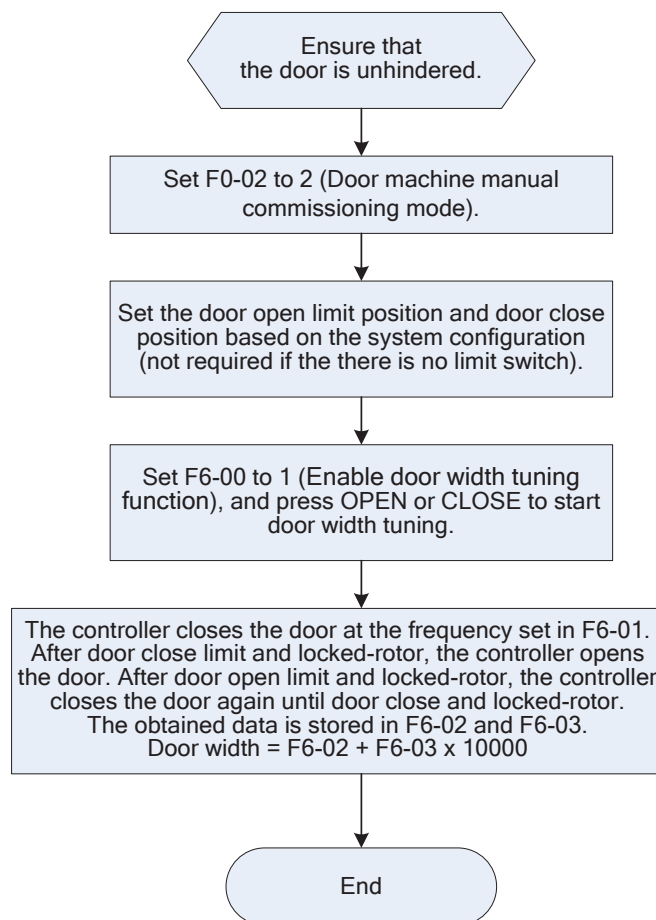 Ensure that
the door is unhindered.
Set F0-02 to 2 (Door machine manual
commissioning mode).
Set the door open limit position and door close
position based on the system configuration
(not required if the there is no limit switch).
Set F6-00 to 1 (Enable door width tuning
function), and press OPEN or CLOSE to start
door width tuning.
The controller closes the door at the frequency set in F6-01.
After door close limit and locked-rotor, the controller opens
the door. After door open limit and locked-rotor, the controller
closes the door again until door close and locked-rotor.
The obtained data is stored in F6-02 and F6-03.
Door width = F6-02 + F6-03 x 10000
End